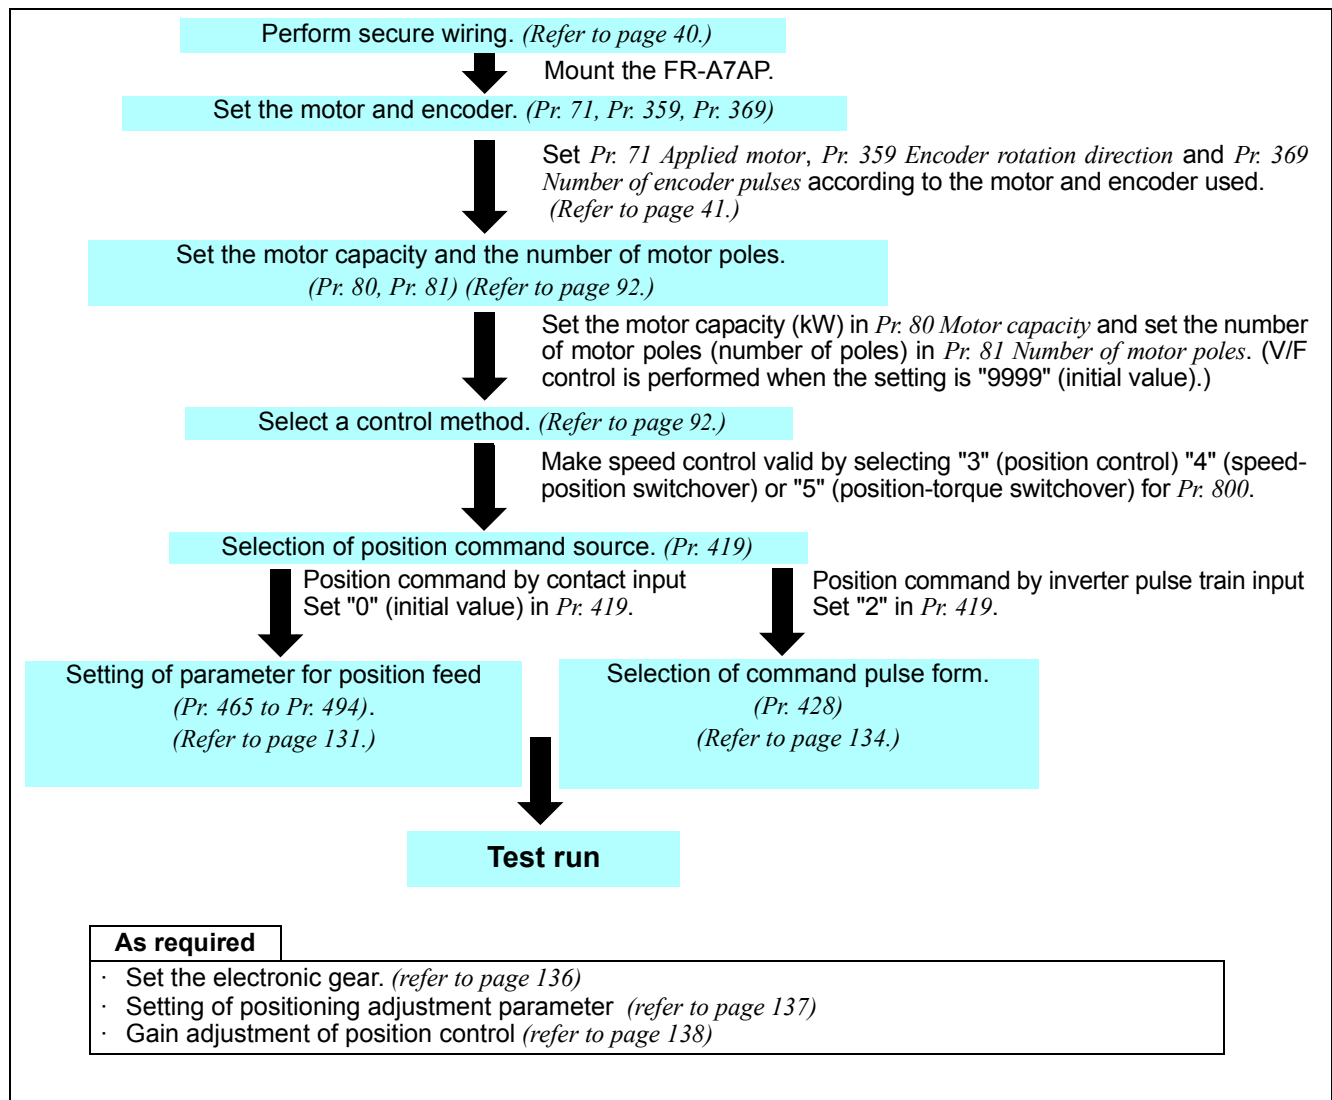 Perform secure wiring. (Refer to page 40.)
Mount the FR-A7AP.
Set the motor and encoder. (Pr. 71, Pr. 359, Pr. 369)
Set Pr. 71 Applied motor, Pr. 359 Encoder rotation direction and Pr. 369
Number of encoder pulses according to the motor and encoder used.
(Refer to page 41.)
Set the motor capacity and the number of motor poles.
(Pr. 80, Pr. 81) (Refer to page 92.)
Set the motor capacity (kW) in Pr. 80 Motor capacity and set the number
of motor poles (number of poles) in Pr. 81 Number of motor poles. (V/F
control is performed when the setting is "9999" (initial value).)
Select a control method. (Refer to page 92.)
Make speed control valid by selecting "3" (position control) "4" (speed-
position switchover) or "5" (position-torque switchover) for Pr. 800.
Selection of position command source. (Pr. 419)
Position command by contact input
Set "0" (initial value) in Pr. 419.
Position command by inverter pulse train input
Set "2" in Pr. 419.
Setting of parameter for position feed
(Pr. 465 to Pr. 494).
(Refer to page 131.)
Selection of command pulse form.
(Pr. 428)
(Refer to page 134.)
Test run
As required
· Set the electronic gear. (refer to page 136)
· Setting of positioning adjustment parameter (refer to page 137)
· Gain adjustment of position control (refer to page 138)